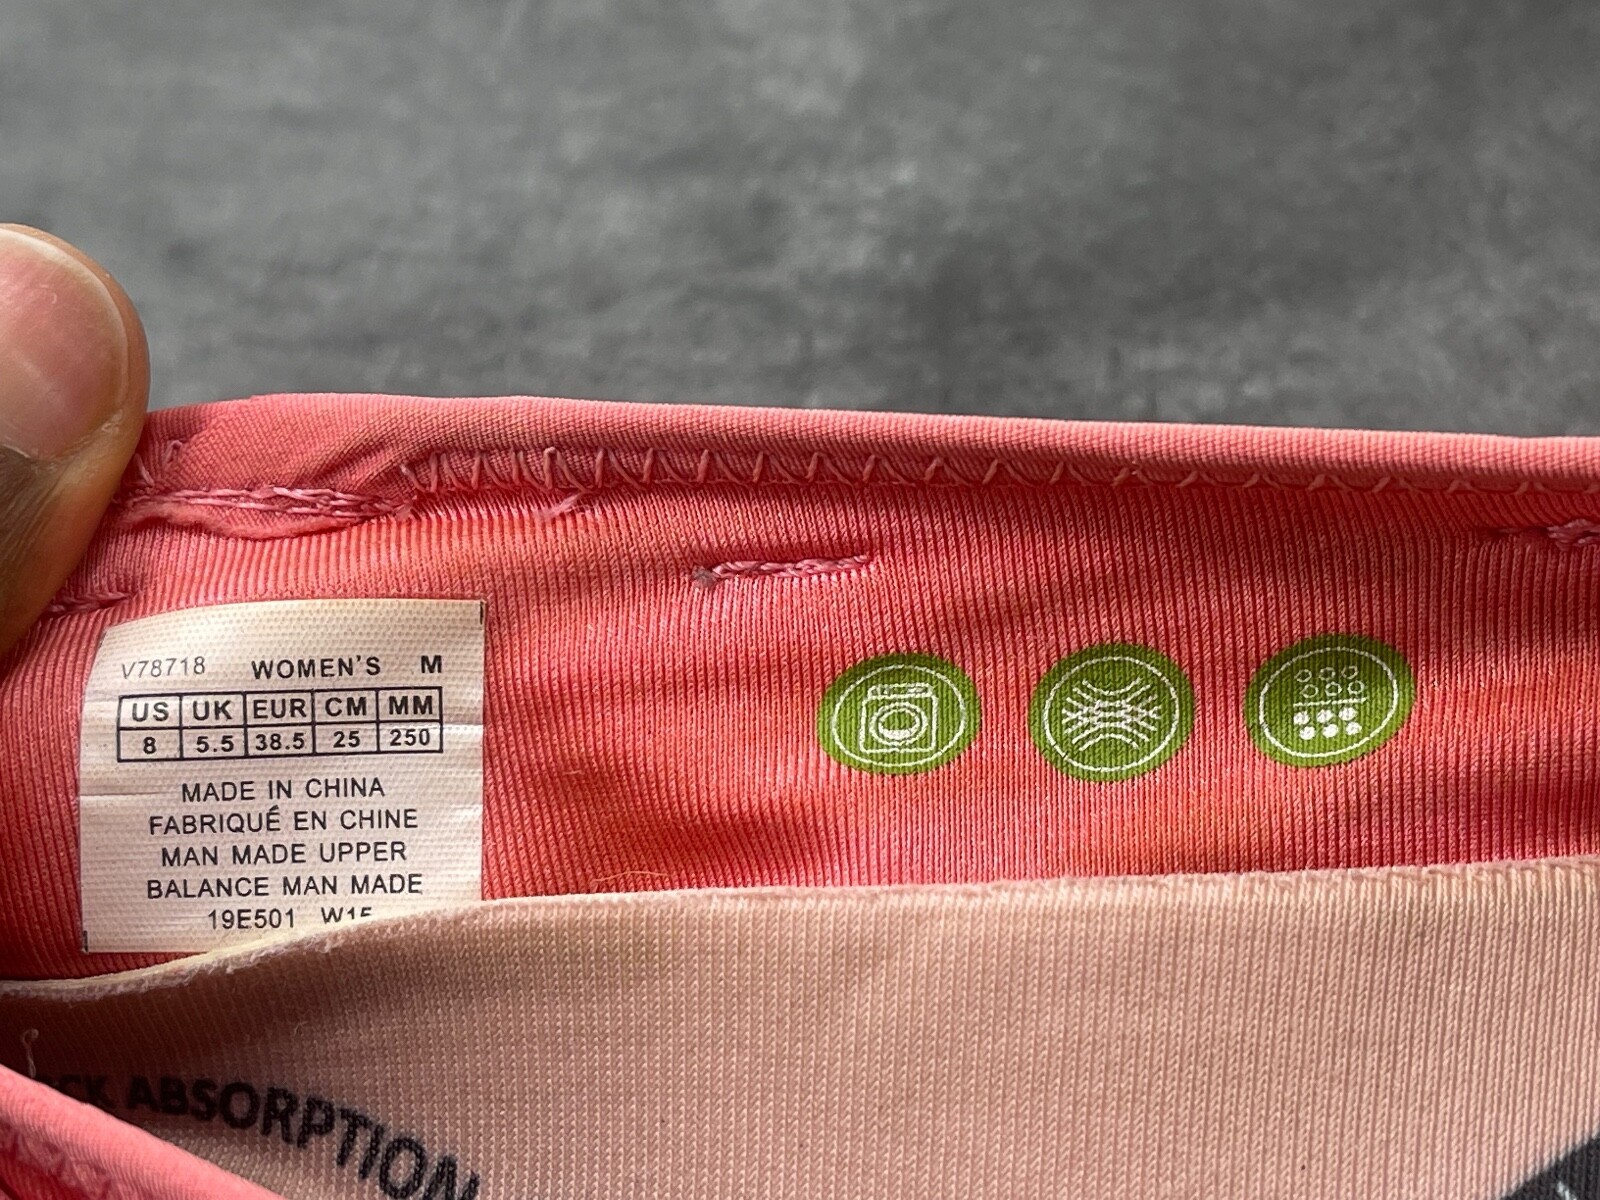 V78718 WOMEN'S M
US UK EUR CM MM
8 5.5 38.5 25 250
MADE IN CHINA
FABRIQUÉ EN CHINE
MAN MADE UPPER
BALANCE MAN MADE
19E501 W15
ABSORPTION